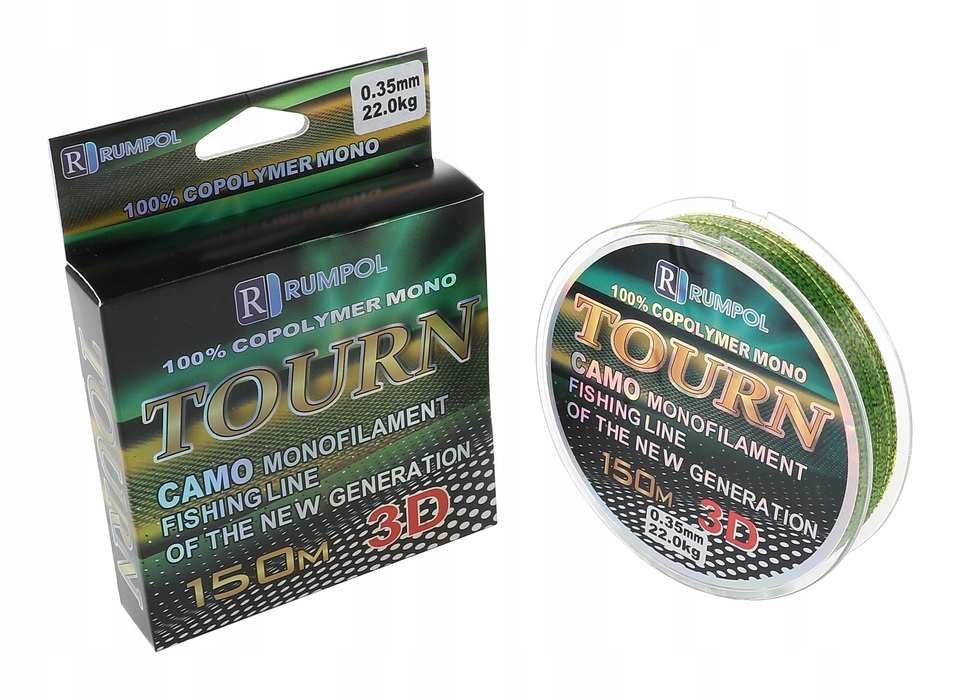 0.35mm
22.0kg
R RUMPOL
100% COPOLYMER MONO
R RUMPOL
100% COPOLYMER MONO
TOURN
CAMO MONOFILAMENT
FISHING LINE
OF THE NEW GENERATION
3D
150M
TOURN
R RUMPOL
100% COPOLYMER MONO
TOURN
CAMO MONOFILAMENT
FISHING LINE
OF THE NEW GENERATION
150M
3D
0.35mm
22.0kg